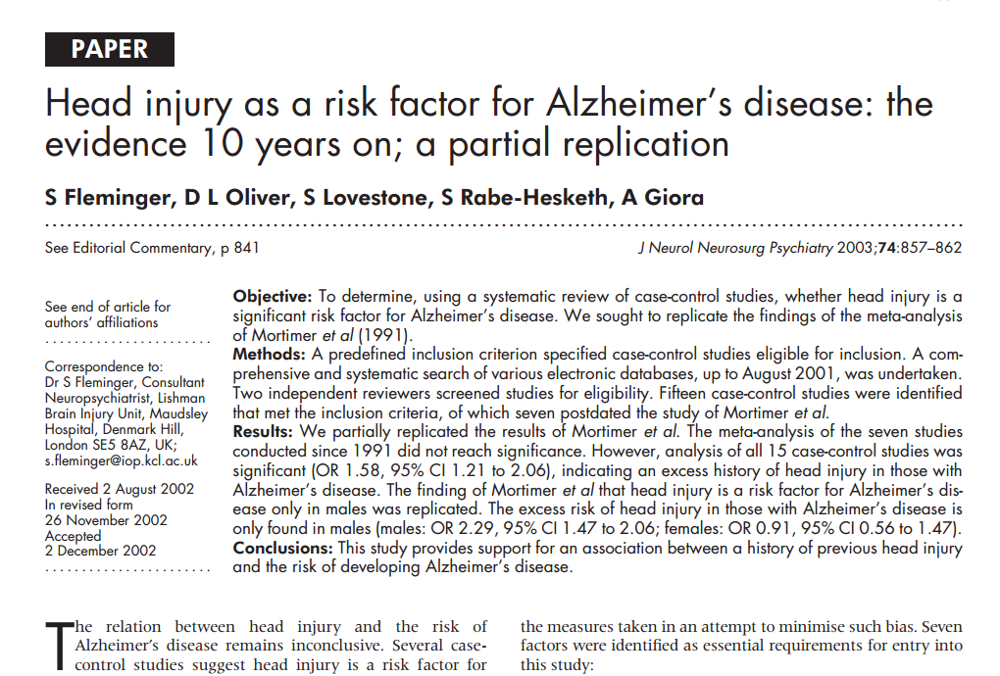 PAPER
Head injury as a risk factor for Alzheimer's disease: the
evidence 10 years on; a partial replication
S Fleminger, D L Oliver, S Lovestone, S Rabe-Hesketh, A Giora
See Editorial Commentary, p 841
J Neurol Neurosurg Psychiatry 2003;74:857–862
See end of article for
authors' affiliations
Correspondence to:
Dr S Fleminger, Consultant
Neuropsychiatrist, Lishman
Brain Injury Unit, Maudsley
Hospital, Denmark Hill,
London SE5 8AZ, UK;
s.fleminger@iop.kcl.ac.uk
Received 2 August 2002
In revised form
26 November 2002
Accepted
2 December 2002
Objective: To determine, using a systematic review of case-control studies, whether head injury is a
significant risk factor for Alzheimer's disease. We sought to replicate the findings of the meta-analysis
of Mortimer et al (1991).
Methods: A predefined inclusion criterion specified case-control studies eligible for inclusion. A com-
prehensive and systematic search of various electronic databases, up to August 2001, was undertaken.
Two independent reviewers screened studies for eligibility. Fifteen case-control studies were identified
that met the inclusion criteria, of which seven postdated the study of Mortimer et al.
Results: We partially replicated the results of Mortimer et al. The meta-analysis of the seven studies
conducted since 1991 did not reach significance. However, analysis of all 15 case-control studies was
significant (OR 1.58, 95% CI 1.21 to 2.06), indicating an excess history of head injury in those with
Alzheimer's disease. The finding of Mortimer et al that head injury is a risk factor for Alzheimer's dis-
ease only in males was replicated. The excess risk of head injury in those with Alzheimer's disease is
only found in males (males: OR 2.29, 95% CI 1.47 to 2.06; females: OR 0.91, 95% CI 0.56 to 1.47).
Conclusions: This study provides support for an association between a history of previous head injury
and the risk of developing Alzheimer's disease.
The relation between head injury and the risk of
Alzheimer's disease remains inconclusive. Several case-
control studies suggest head injury is a risk factor for
the measures taken in an attempt to minimise such bias. Seven
factors were identified as essential requirements for entry into
this study: